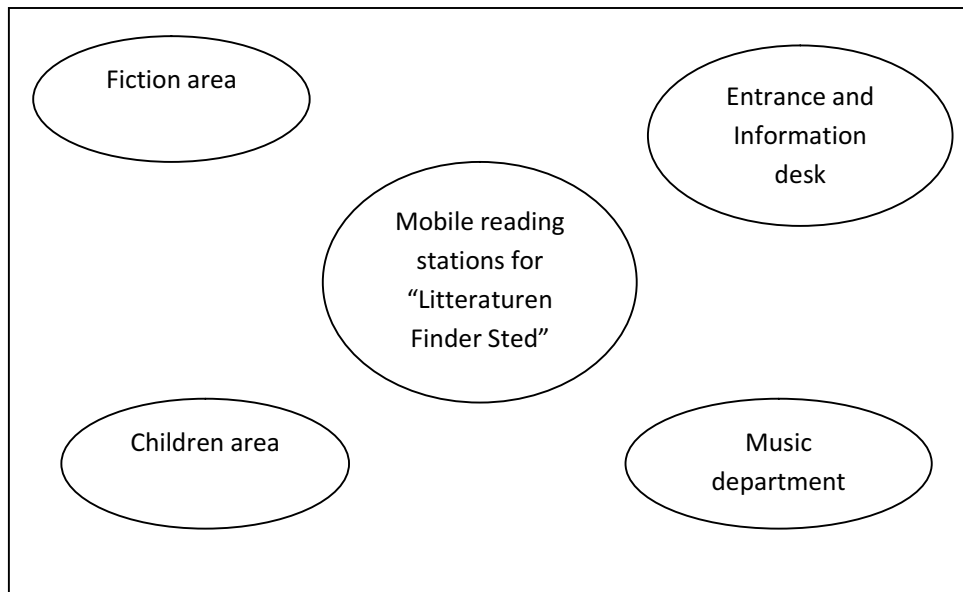 Fiction area
Entrance and
Information
desk
Mobile reading
stations for
“Litteraturen
Finder Sted”
Children area
Music
department